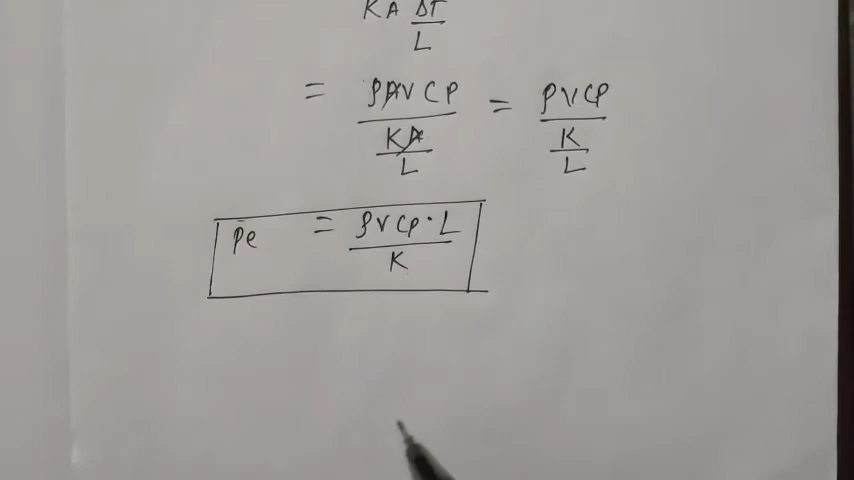 KA ΔT/L
= ρAVCP / (KA/L) = ρVCP / (K/L)
Pe = ρVCP·L / K